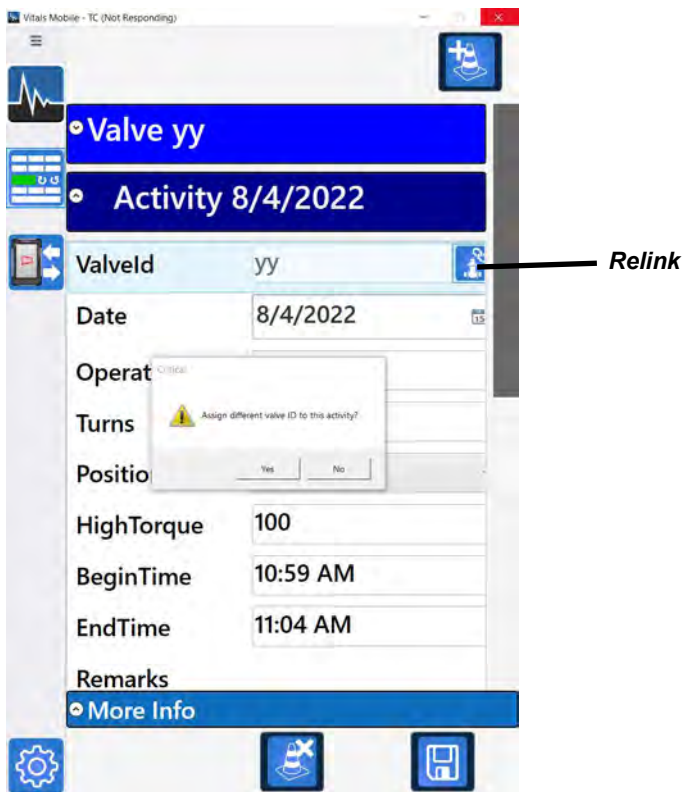 Vitals Mobile - TC (Not Responding)
Valve yy
Activity 8/4/2022
ValveId yy
Relink
Date 8/4/2022
15
Operat
Critical
Assign different valve ID to this activity?
Turns
Yes No
Positio
HighTorque 100
BeginTime 10:59 AM
EndTime 11:04 AM
Remarks
More Info